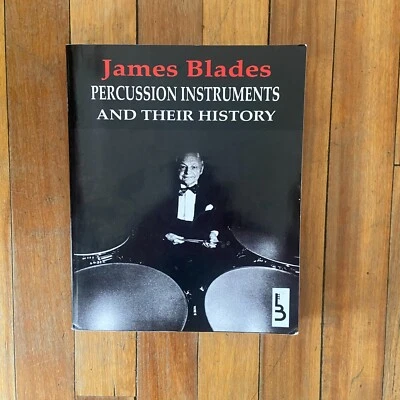 James Blades
PERCUSSION INSTRUMENTS
AND THEIR HISTORY